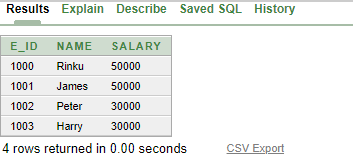 Results Explain Describe Saved SQL History
E_ID NAME SALARY
1000 Rinku 50000
1001 James 50000
1002 Peter 30000
1003 Harry 30000
4 rows returned in 0.00 seconds CSV Export